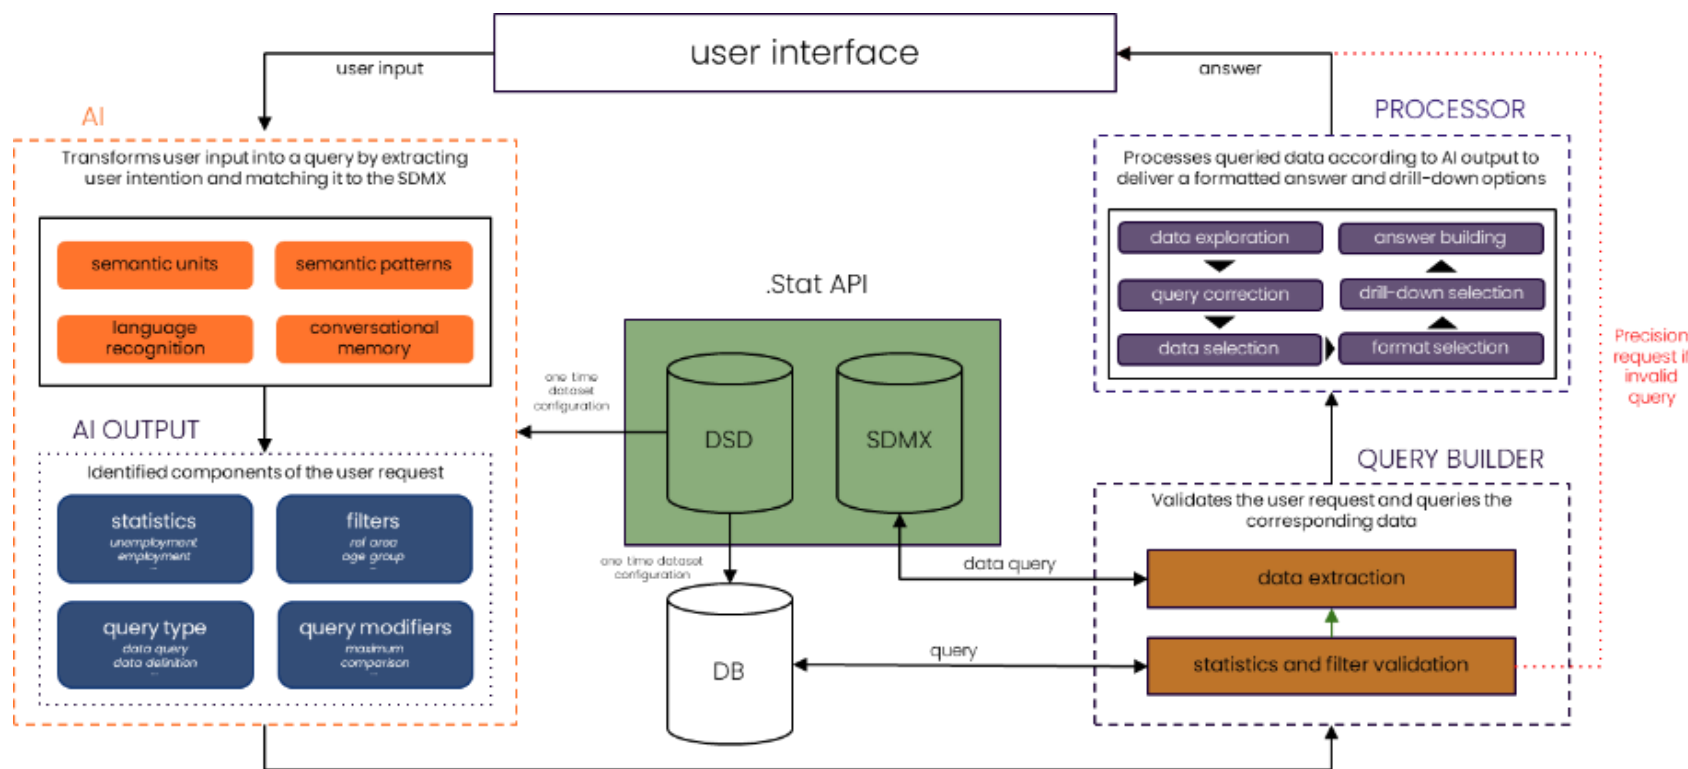 user interface
user input
answer
AI
Transforms user input into a query by extracting
user intention and matching it to the SDMX
semantic units
semantic patterns
language
recognition
conversational
memory
AI OUTPUT
Identified components of the user request
statistics
unemployment
employment
...
filters
ref area
age group
...
query type
data query
data definition
...
query modifiers
maximum
comparison
...
.Stat API
one time
dataset
configuration
DSD
SDMX
one time dataset
configuration
DB
data query
query
PROCESSOR
Processes queried data according to AI output to
deliver a formatted answer and drill-down options
data exploration
query correction
data selection
format selection
drill-down selection
answer building
Precision
request if
invalid
query
QUERY BUILDER
Validates the user request and queries the
corresponding data
data extraction
statistics and filter validation